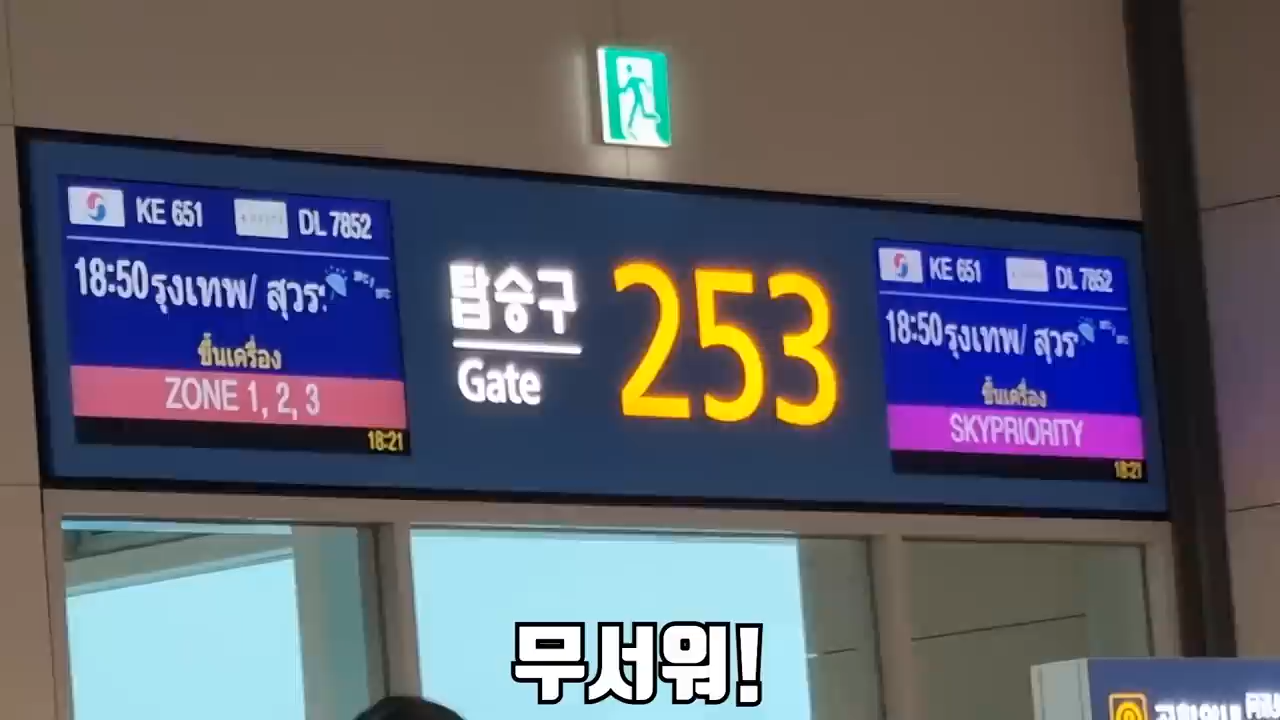 KE 651 DL 7852
18:50 รุงเทพ/ สุวร
ขึ้นเครื่อง
ZONE 1, 2, 3
18:21
탑승구
Gate
253
KE 651 DL 7852
18:50 รุงเทพ/ สุวร
ขึ้นเครื่อง
SKYPRIORITY
18:21
무서워!